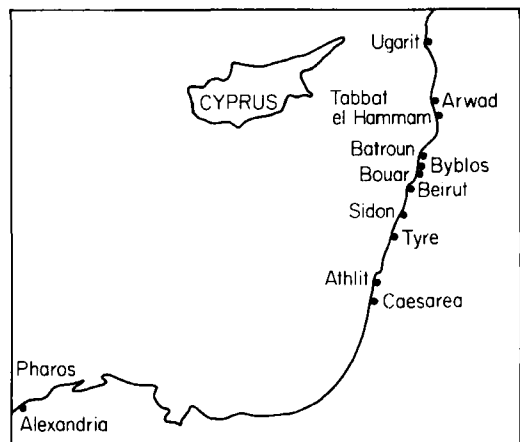 Ugarit
CYPRUS
Tabbat
el Hammam
Arwad
Batroun
Byblos
Bouar
Beirut
Sidon
Tyre
Athlit
Caesarea
Pharos
Alexandria